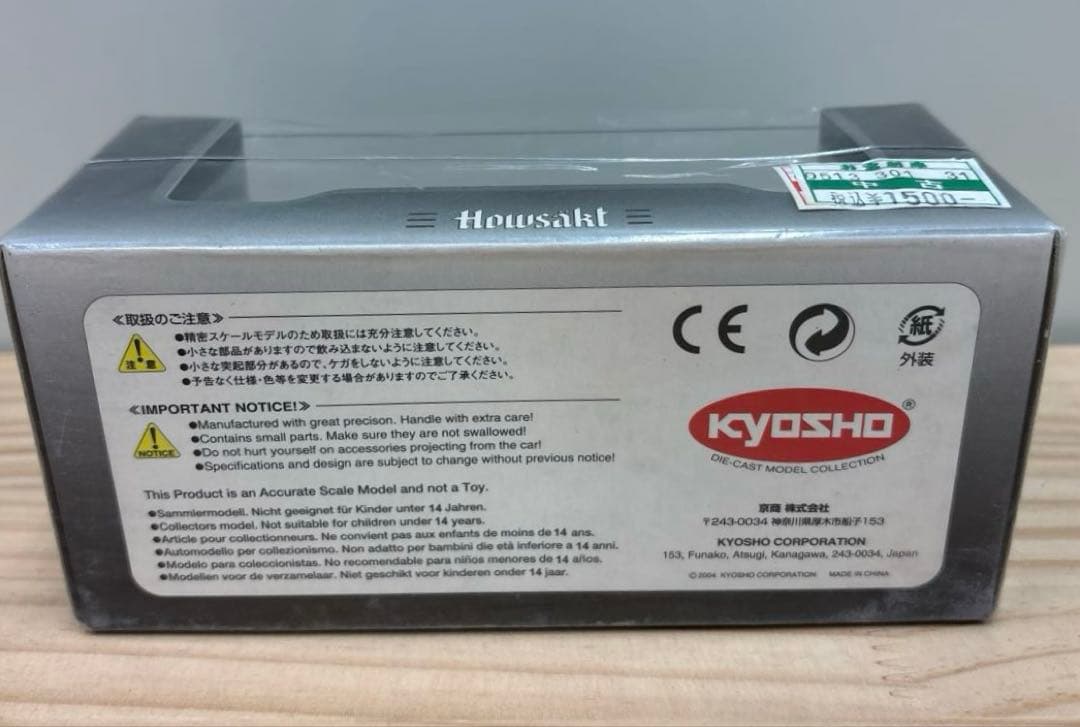 2513 391 31
中古
税込¥1500-
Howsäkt
≪取扱のご注意≫
注意
●精密スケールモデルのため取扱には充分注意してください。
●小さな部品がありますので飲み込まないように注意してください。
●小さな突起部分があるので、ケガをしないように注意してください。
●予告なく仕様・色等を変更する場合がありますのでご了承ください。
≪IMPORTANT NOTICE!≫
NOTICE
●Manufactured with great precison. Handle with extra care!
●Contains small parts. Make sure they are not swallowed!
●Do not hurt yourself on accessories projecting from the car!
●Specifications and design are subject to change without previous notice!
This Product is an Accurate Scale Model and not a Toy.
●Sammlermodell. Nicht geeignet für Kinder unter 14 Jahren.
●Collectors model. Not suitable for children under 14 years.
●Article pour collectionneurs. Ne convient pas aux enfants de moins de 14 ans.
●Automodello per collezionismo. Non adatto per bambini die età inferiore a 14 anni.
●Modelo para coleccionistas. No recomendable para niños menores de 14 años.
●Modellen voor de verzamelaar. Niet geschikt voor kinderen onder 14 jaar.
CE
紙
外装
KYOSHO®
DIE-CAST MODEL COLLECTION
京商 株式会社
〒243-0034 神奈川県厚木市船子153
KYOSHO CORPORATION
153, Funako, Atsugi, Kanagawa, 243-0034, Japan
©2004 KYOSHO CORPORATION MADE IN CHINA